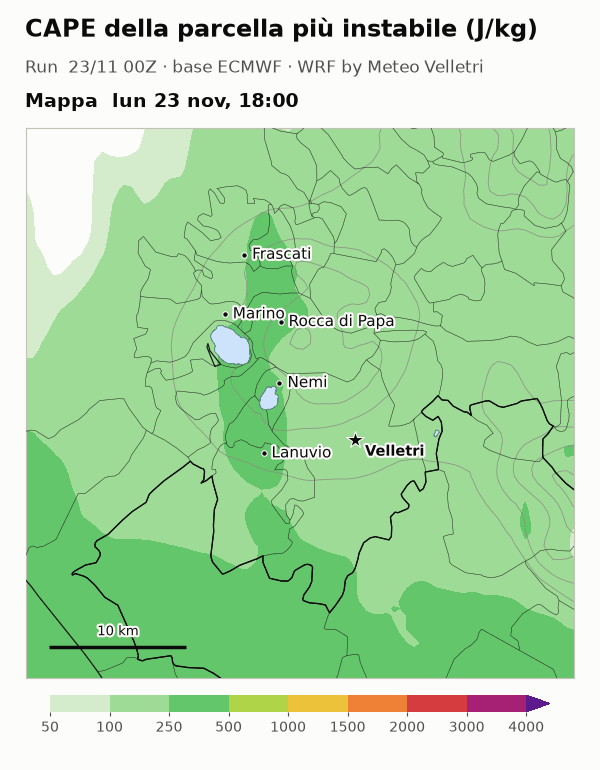 CAPE della parcella più instabile (J/kg)
Run  23/11 00Z · base ECMWF · WRF by Meteo Velletri
Mappa  lun 23 nov, 18:00
Frascati
Marino
Rocca di Papa
Nemi
Velletri
Lanuvio
10 km
50 100 250 500 1000 1500 2000 3000 4000